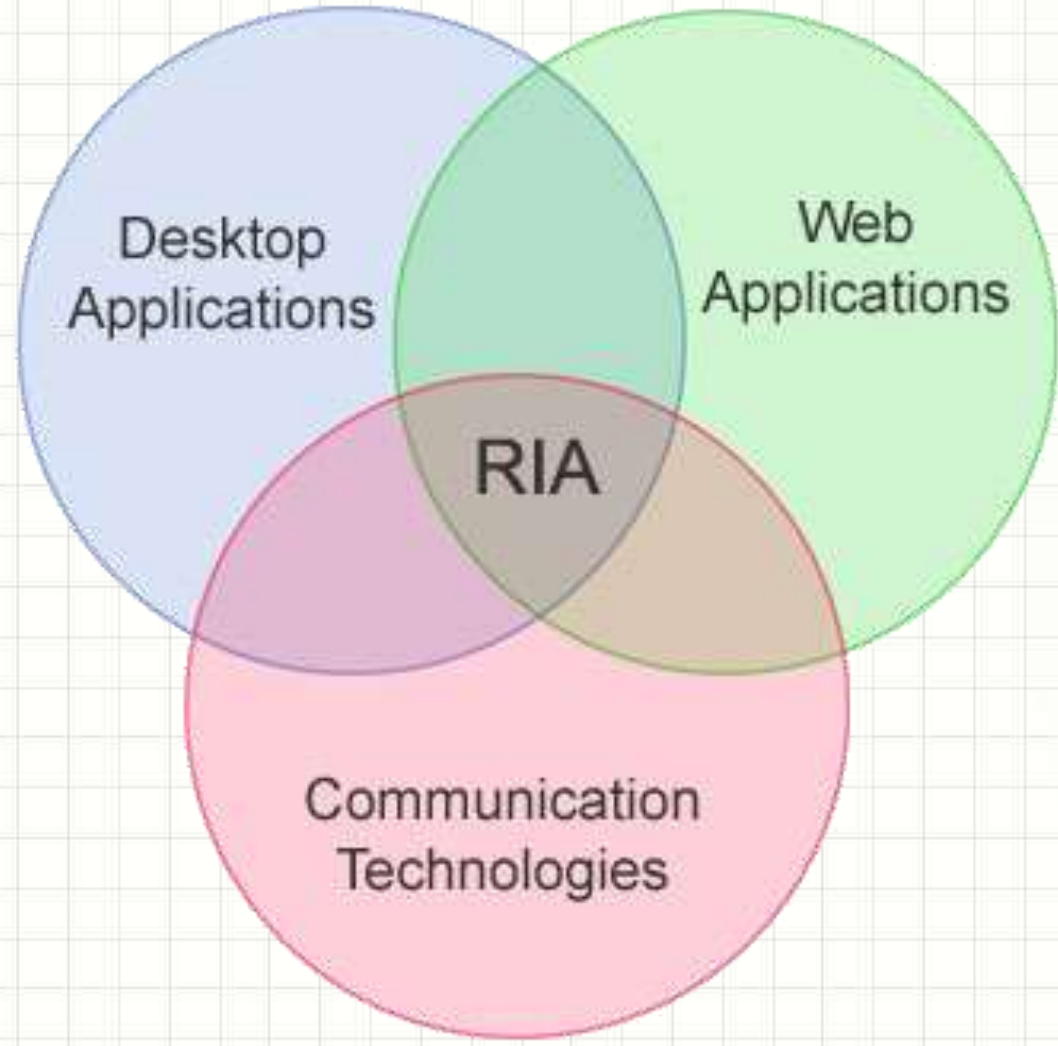 Desktop
Applications
Web
Applications
RIA
Communication
Technologies